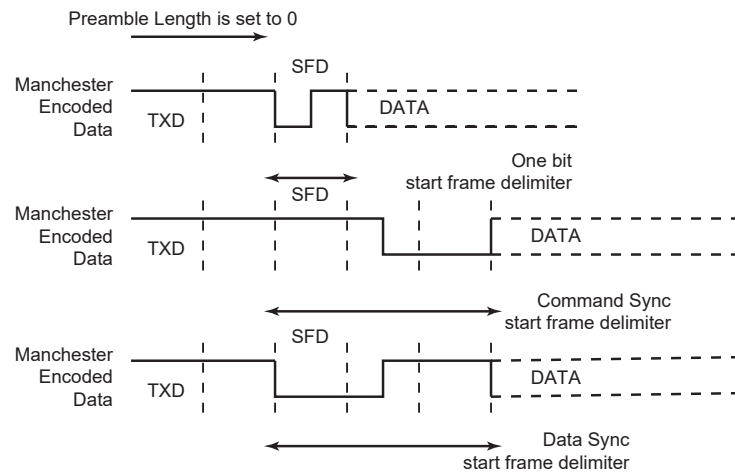 Preamble Length is set to 0
SFD
Manchester
Encoded
Data
TXD
DATA
One bit
start frame delimiter
SFD
Manchester
Encoded
Data
TXD
DATA
Command Sync
start frame delimiter
SFD
Manchester
Encoded
Data
TXD
DATA
Data Sync
start frame delimiter